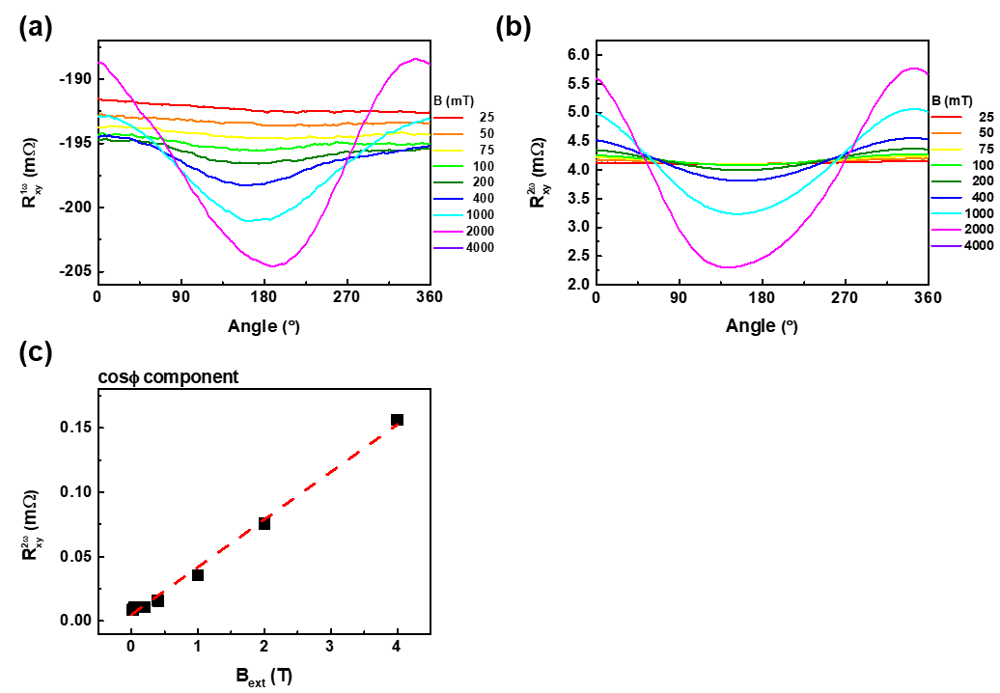 (a)
R_xy^1ω (mΩ)
-190
-195
-200
-205
0 90 180 270 360
Angle (°)
B (mT)
25
50
75
100
200
400
1000
2000
4000
(b)
R_xy^2ω (mΩ)
6.0
5.5
5.0
4.5
4.0
3.5
3.0
2.5
2.0
0 90 180 270 360
Angle (°)
B (mT)
25
50
75
100
200
400
1000
2000
4000
(c)
cosϕ component
R_xy^2ω (mΩ)
0.15
0.10
0.05
0.00
0 1 2 3 4
B_ext (T)